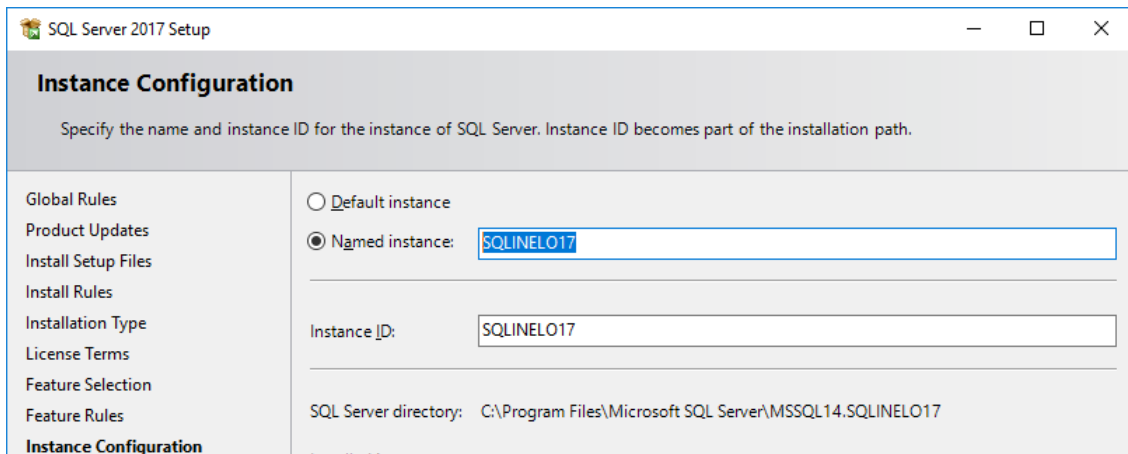 SQL Server 2017 Setup
Instance Configuration
Specify the name and instance ID for the instance of SQL Server. Instance ID becomes part of the installation path.
Global Rules
Product Updates
Install Setup Files
Install Rules
Installation Type
License Terms
Feature Selection
Feature Rules
Instance Configuration
Default instance
Named instance: SQLINELO17
Instance ID: SQLINELO17
SQL Server directory: C:\Program Files\Microsoft SQL Server\MSSQL14.SQLINELO17